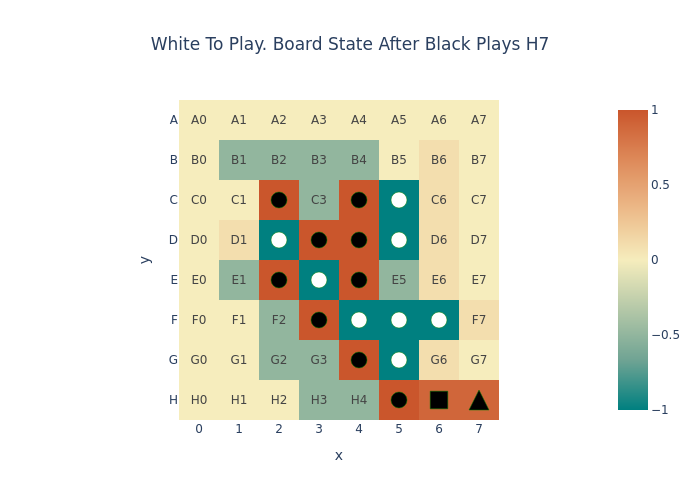 White To Play. Board State After Black Plays H7
A A0 A1 A2 A3 A4 A5 A6 A7
B B0 B1 B2 B3 B4 B5 B6 B7
C C0 C1 C3 C6 C7
D D0 D1 D6 D7
E E0 E1 E5 E6 E7
F F0 F1 F2 F7
G G0 G1 G2 G3 G6 G7
H H0 H1 H2 H3 H4
0 1 2 3 4 5 6 7
x
y
1
0.5
0
−0.5
−1